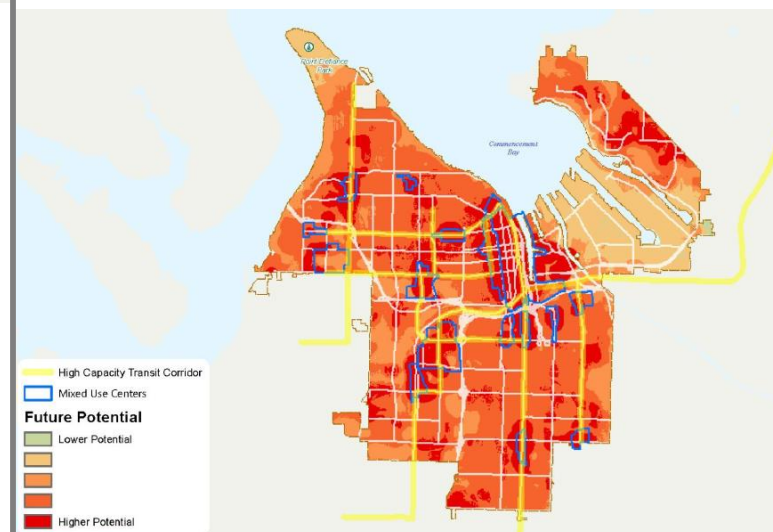 Point Defiance
Park
Commencement
Bay
High Capacity Transit Corridor
Mixed Use Centers
Future Potential
Lower Potential
Higher Potential